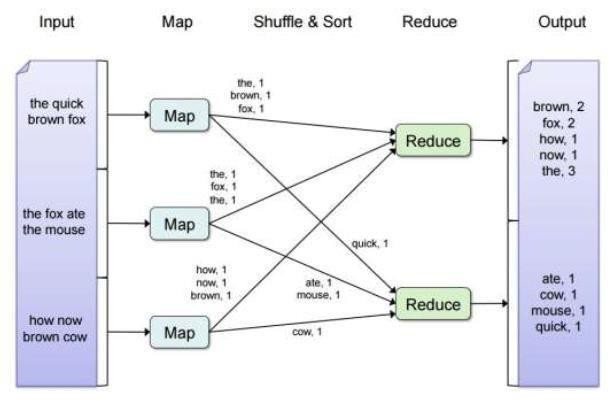 Input
Map
Shuffle & Sort
Reduce
Output
the quick
brown fox
the fox ate
the mouse
how now
brown cow
Map
Map
Map
the, 1
brown, 1
fox, 1
the, 1
fox, 1
the, 1
how, 1
now, 1
brown, 1
quick, 1
ate, 1
mouse, 1
cow, 1
Reduce
Reduce
brown, 2
fox, 2
how, 1
now, 1
the, 3
ate, 1
cow, 1
mouse, 1
quick, 1